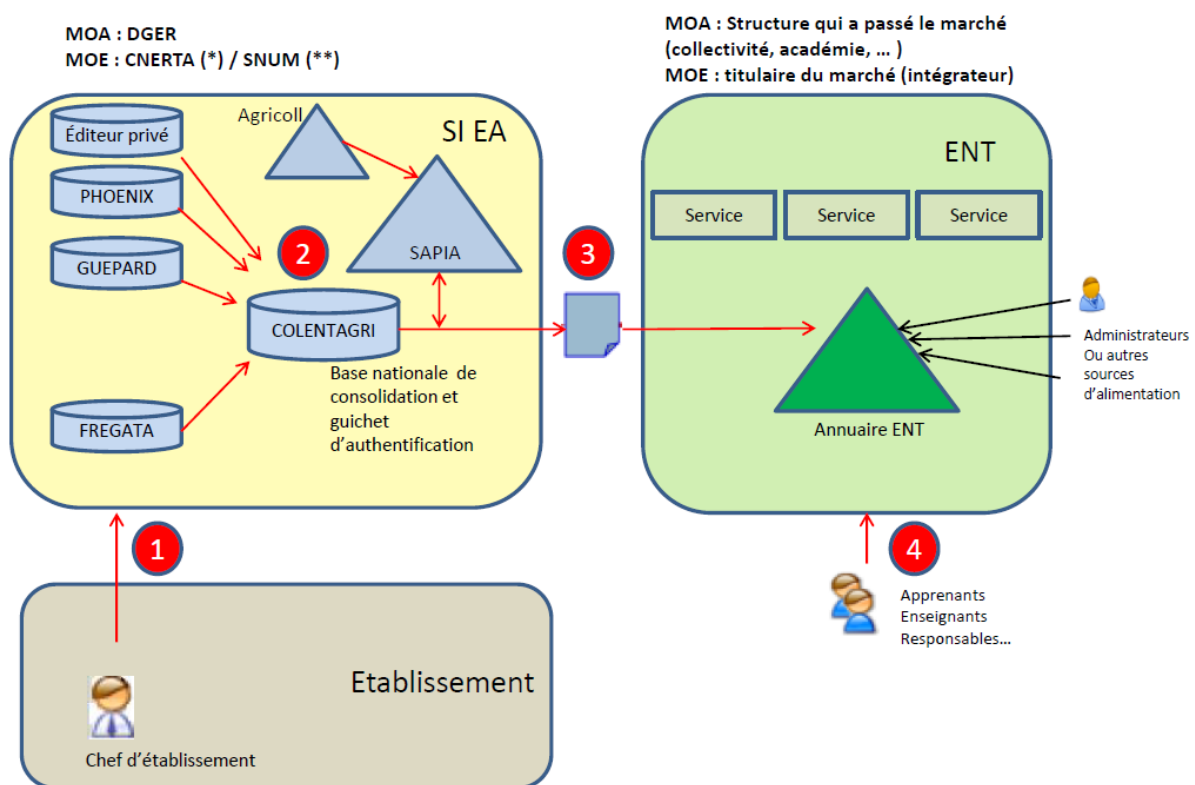 MOA : DGER
MOE : CNERTA (*) / SNUM (**)
MOA : Structure qui a passé le marché
(collectivité, académie, … )
MOE : titulaire du marché (intégrateur)
Éditeur privé
PHOENIX
GUEPARD
FREGATA
Agricoll
SI EA
SAPIA
2
COLENTAGRI
Base nationale de
consolidation et
guichet
d'authentification
3
ENT
Service
Service
Service
Annuaire ENT
Administrateurs
Ou autres
sources
d'alimentation
1
4
Apprenants
Enseignants
Responsables…
Etablissement
Chef d'établissement